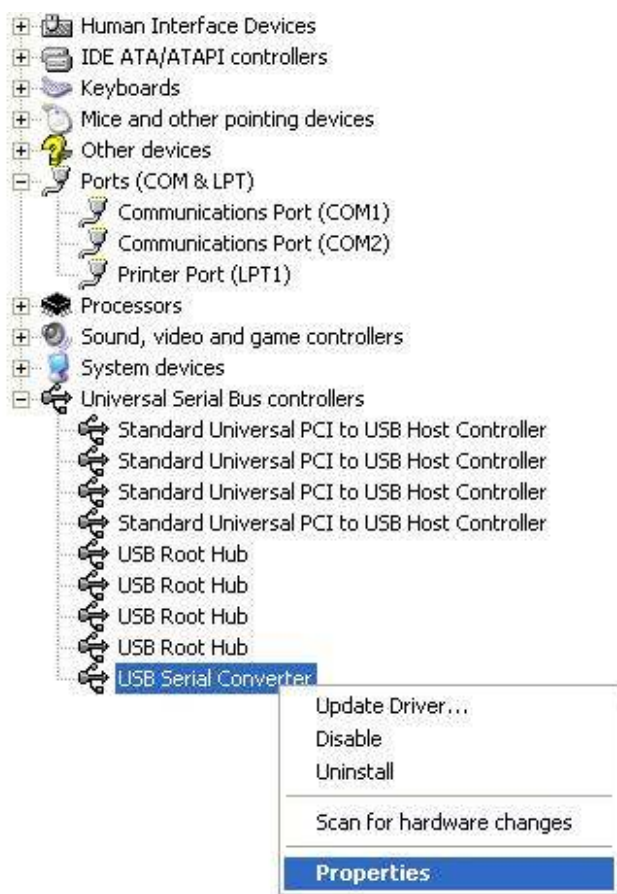 Human Interface Devices
IDE ATA/ATAPI controllers
Keyboards
Mice and other pointing devices
Other devices
Ports (COM & LPT)
Communications Port (COM1)
Communications Port (COM2)
Printer Port (LPT1)
Processors
Sound, video and game controllers
System devices
Universal Serial Bus controllers
Standard Universal PCI to USB Host Controller
Standard Universal PCI to USB Host Controller
Standard Universal PCI to USB Host Controller
Standard Universal PCI to USB Host Controller
USB Root Hub
USB Root Hub
USB Root Hub
USB Root Hub
USB Serial Converter
Update Driver...
Disable
Uninstall
Scan for hardware changes
Properties